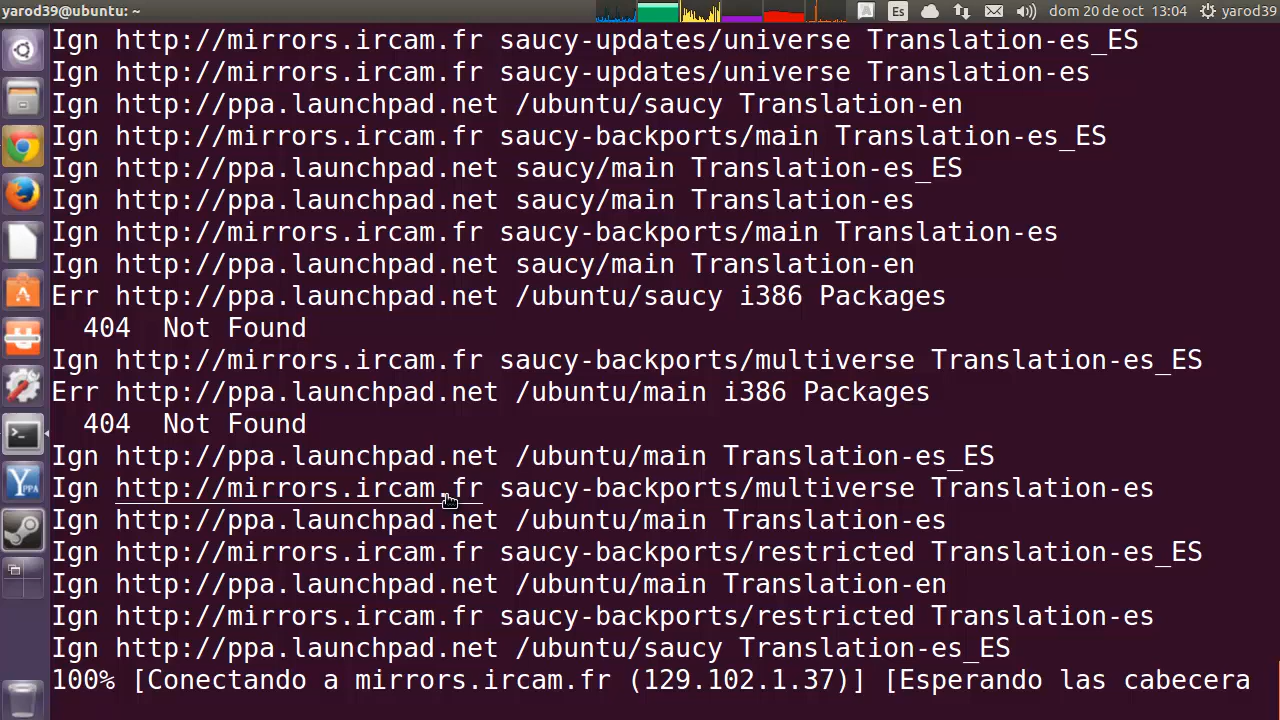 yarod39@ubuntu: ~
A Es dom 20 de oct 13:04 yarod39
Ign http://mirrors.ircam.fr saucy-updates/universe Translation-es_ES
Ign http://mirrors.ircam.fr saucy-updates/universe Translation-es
Ign http://ppa.launchpad.net /ubuntu/saucy Translation-en
Ign http://mirrors.ircam.fr saucy-backports/main Translation-es_ES
Ign http://ppa.launchpad.net saucy/main Translation-es_ES
Ign http://ppa.launchpad.net saucy/main Translation-es
Ign http://mirrors.ircam.fr saucy-backports/main Translation-es
Ign http://ppa.launchpad.net saucy/main Translation-en
Err http://ppa.launchpad.net /ubuntu/saucy i386 Packages
404  Not Found
Ign http://mirrors.ircam.fr saucy-backports/multiverse Translation-es_ES
Err http://ppa.launchpad.net /ubuntu/main i386 Packages
404  Not Found
Ign http://ppa.launchpad.net /ubuntu/main Translation-es_ES
Ign http://mirrors.ircam.fr saucy-backports/multiverse Translation-es
Ign http://ppa.launchpad.net /ubuntu/main Translation-es
Ign http://mirrors.ircam.fr saucy-backports/restricted Translation-es_ES
Ign http://ppa.launchpad.net /ubuntu/main Translation-en
Ign http://mirrors.ircam.fr saucy-backports/restricted Translation-es
Ign http://ppa.launchpad.net /ubuntu/saucy Translation-es_ES
100% [Conectando a mirrors.ircam.fr (129.102.1.37)] [Esperando las cabecera
Y PPA